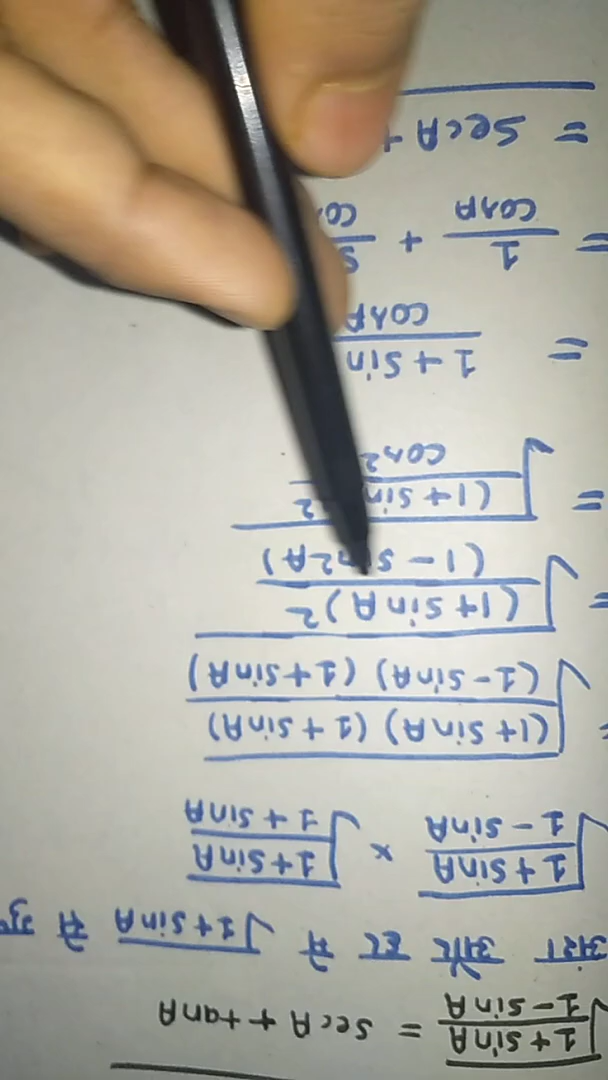 √(1+sinA / 1-sinA) = secA + tanA
अंश और हर में √1+sinA से गुणा
√(1+sinA / 1-sinA) × √(1+sinA / 1+sinA)
= √((1+sinA) (1+sinA) / (1-sinA) (1+sinA))
= √((1+sinA)² / (1-sin²A))
= √((1+sin ² / cos²
= 1+sin / cosA
= 1 / cosA +
= secA +